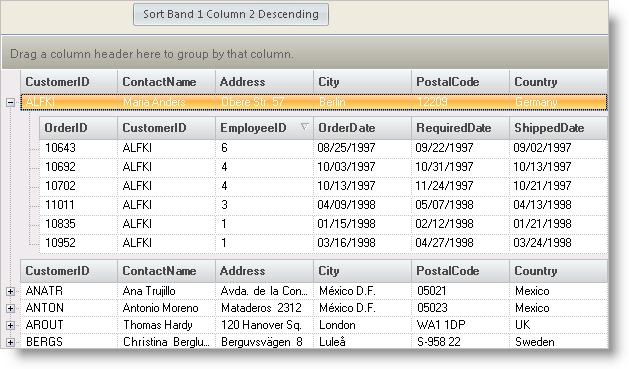 Sort Band 1 Column 2 Descending
Drag a column header here to group by that column.
CustomerID ContactName Address City PostalCode Country
ALFKI Maria Anders Obere Str. 57 Berlin 12209 Germany
OrderID CustomerID EmployeeID OrderDate RequiredDate ShippedDate
10643 ALFKI 6 08/25/1997 09/22/1997 09/02/1997
10692 ALFKI 4 10/03/1997 10/31/1997 10/13/1997
10702 ALFKI 4 10/13/1997 11/24/1997 10/21/1997
11011 ALFKI 3 04/09/1998 05/07/1998 04/13/1998
10835 ALFKI 1 01/15/1998 02/12/1998 01/21/1998
10952 ALFKI 1 03/16/1998 04/27/1998 03/24/1998
CustomerID ContactName Address City PostalCode Country
ANATR Ana Trujillo Avda. de la Con... México D.F. 05021 Mexico
ANTON Antonio Moreno Mataderos 2312 México D.F. 05023 Mexico
AROUT Thomas Hardy 120 Hanover Sq. London WA1 1DP UK
BERGS Christina Berglu... Berguvsvägen 8 Luleå S-958 22 Sweden